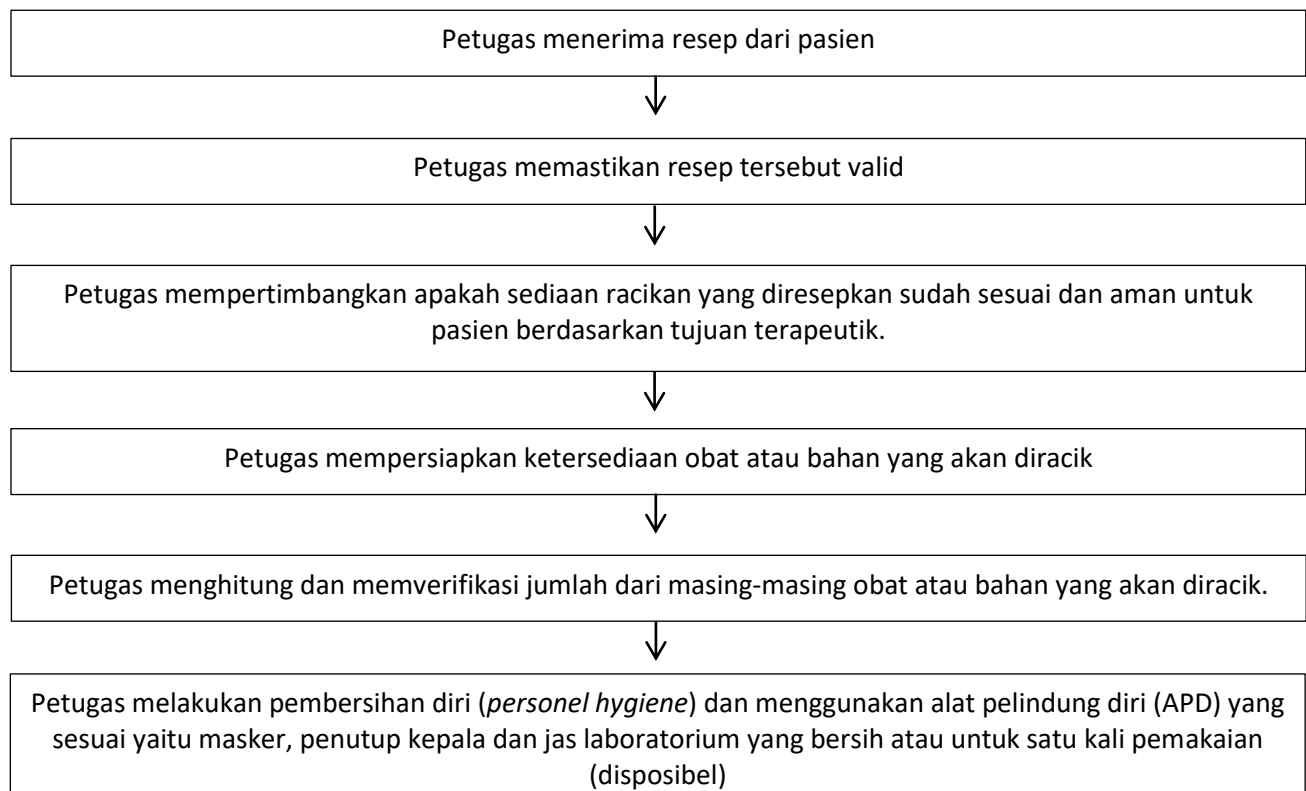 Petugas menerima resep dari pasien
Petugas memastikan resep tersebut valid
Petugas mempertimbangkan apakah sediaan racikan yang diresepkan sudah sesuai dan aman untuk
pasien berdasarkan tujuan terapeutik.
Petugas mempersiapkan ketersediaan obat atau bahan yang akan diracik
Petugas menghitung dan memverifikasi jumlah dari masing-masing obat atau bahan yang akan diracik.
Petugas melakukan pembersihan diri (personel hygiene) dan menggunakan alat pelindung diri (APD) yang
sesuai yaitu masker, penutup kepala dan jas laboratorium yang bersih atau untuk satu kali pemakaian
(disposibel)